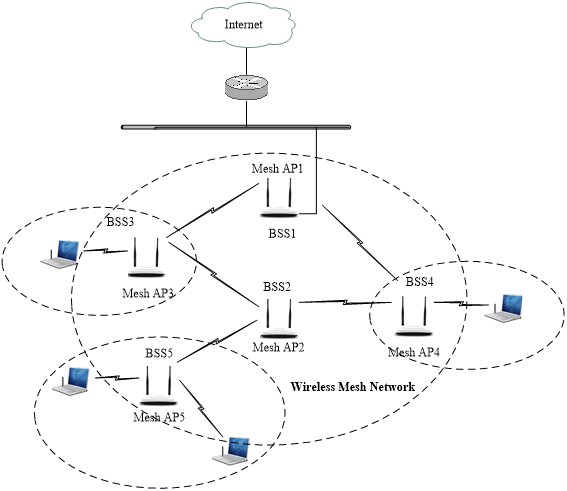 Internet
Mesh AP1
BSS1
BSS3
Mesh AP3
BSS2
Mesh AP2
BSS4
Mesh AP4
BSS5
Mesh AP5
Wireless Mesh Network